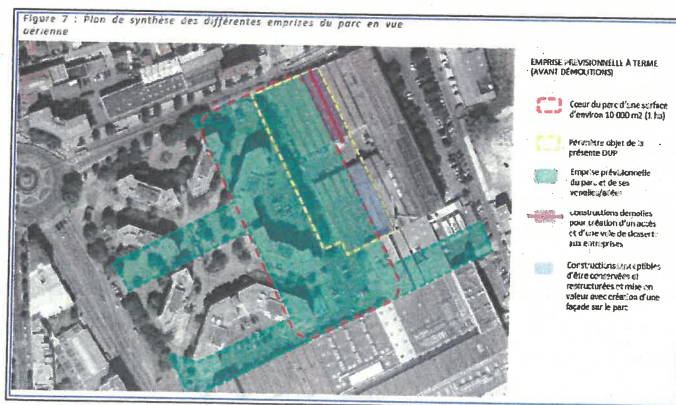 Figure 7 : Plan de synthèse des différentes emprises du parc en vue
aérienne
EMPRISE PRÉVISIONNELLE À TERME
(AVANT DÉMOLITIONS)
Cœur du parc d'une surface
d'environ 10 000 m2 (1 ha)
Périmètre objet de la
présente DUP
Emprise prévisionnelle
du parc et de ses
constructions démolies
pour création d'un accès
et d'une voie de desserte
aux entreprises
Constructions susceptibles
d'être conservées et
restructurées et mise en
valeur avec création d'une
façade sur le parc